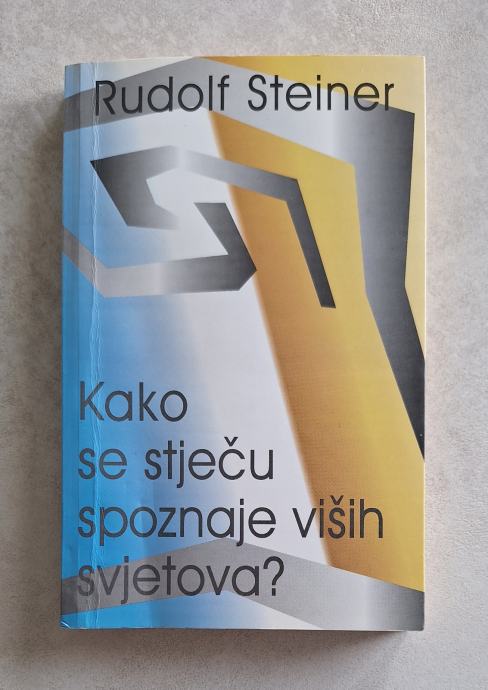 Rudolf Steiner
Kako
se stječu
spoznaje viših
svjetova?